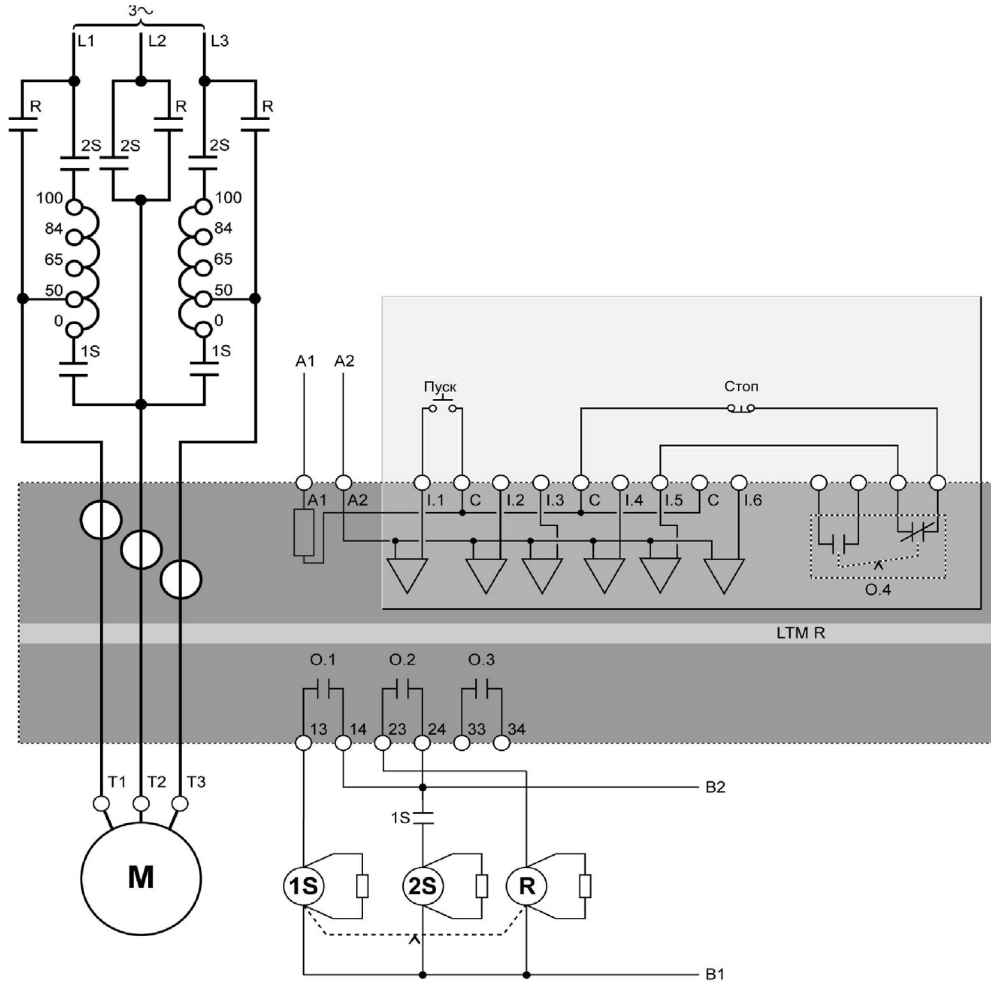 3~
L1 L2 L3
R R R
2S 2S 2S
100 100
84 84
65 65
50 50
0 0
1S 1S
A1 A2
Пуск Стоп
A1 A2 I.1 C I.2 I.3 C I.4 I.5 C I.6
O.4
LTM R
O.1 O.2 O.3
13 14 23 24 33 34
T1 T2 T3
B2
1S
M
1S 2S R
B1